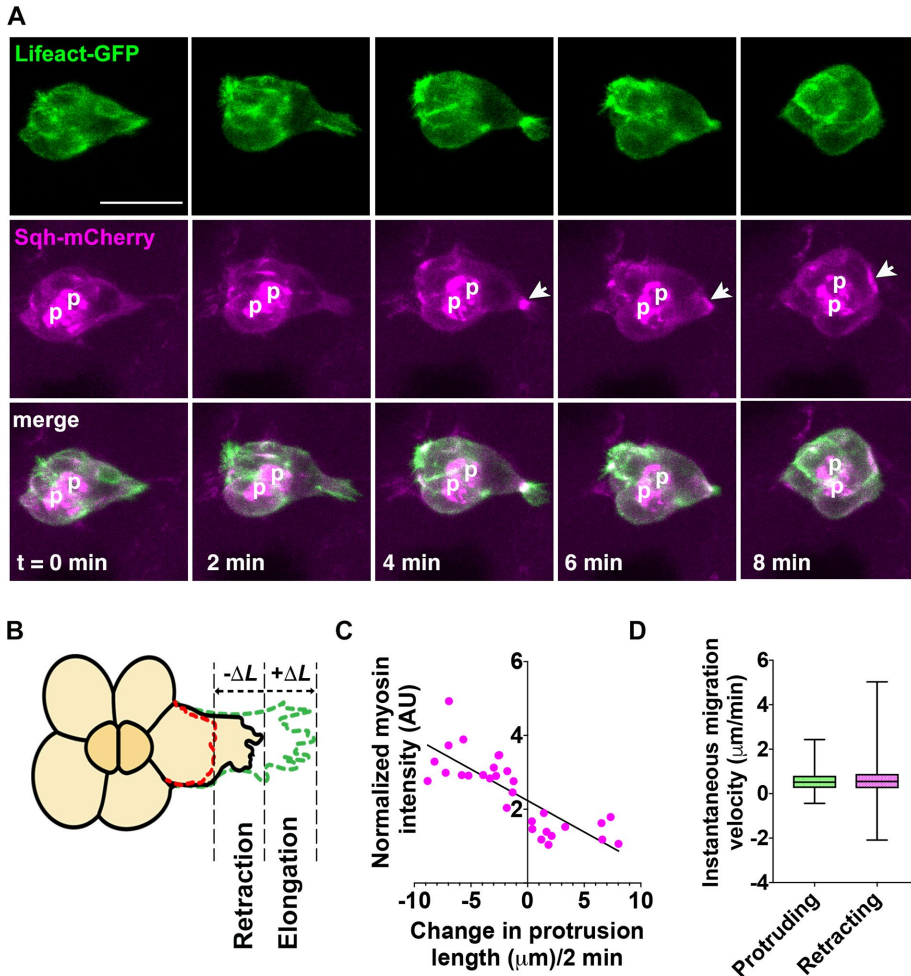 A
Lifeact-GFP
Sqh-mCherry
p
p
p
p
p
p
p
p
p
p
merge
p
p
p
p
p
p
p
p
p
p
t = 0 min
2 min
4 min
6 min
8 min
B
-ΔL
+ΔL
Retraction
Elongation
C
Normalized myosin
intensity (AU)
6
4
2
-10
-5
0
5
10
Change in protrusion
length (μm)/2 min
D
Instantaneous migration
velocity (μm/min)
6
4
2
0
-2
-4
Protruding
Retracting